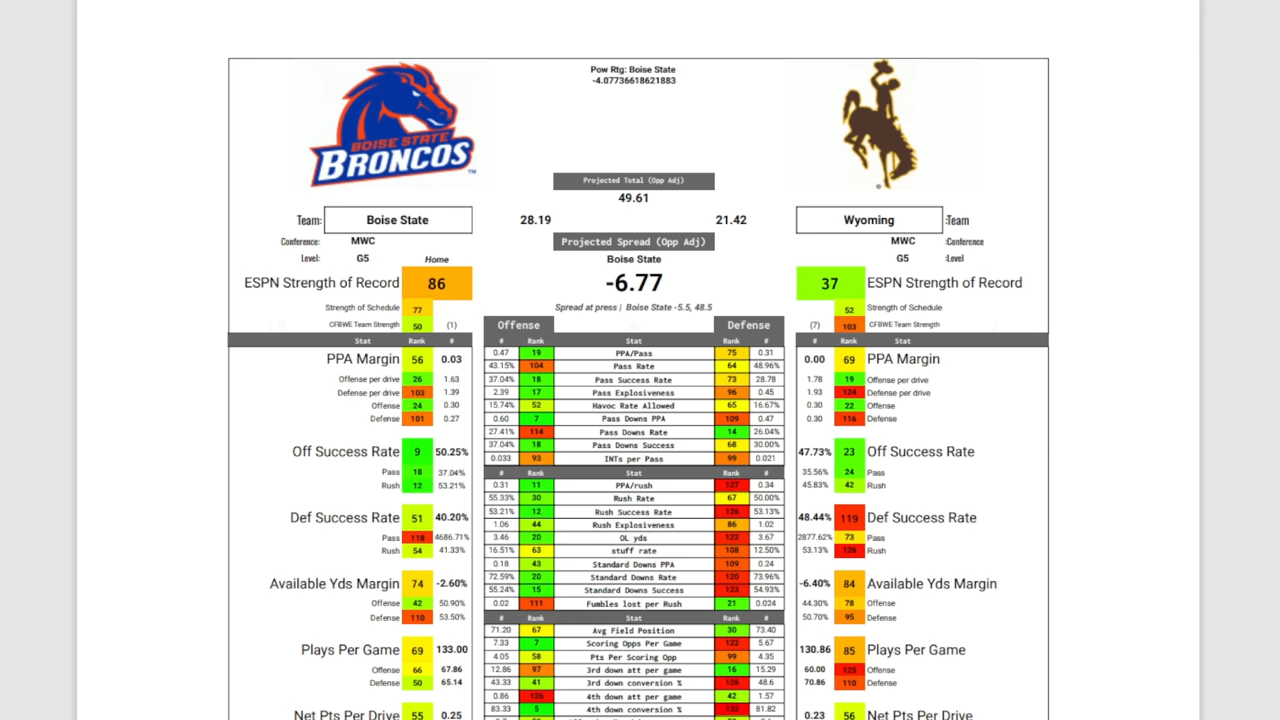 Pow Rtg: Boise State
-4.07736618621883
BOISE STATE
BRONCOS
TM
Projected Total (Opp Adj)
49.61
Team: Boise State 28.19 21.42 Wyoming :Team
Projected Spread (Opp Adj)
Conference: MWC MWC :Conference
Level: G5 Home Boise State G5 :Level
ESPN Strength of Record 86 -6.77 37 ESPN Strength of Record
Strength of Schedule 77 Spread at press | Boise State -5.5, 48.5 52 Strength of Schedule
CFBWE Team Strength 50 (1) Offense Defense (7) 103 CFBWE Team Strength
Stat Rank # # Rank Stat Rank # # Rank Stat
0.47 19 PPA/Pass 75 0.31
PPA Margin 56 0.03 43.15% 104 Pass Rate 64 48.96% 0.00 69 PPA Margin
Offense per drive 26 1.63 37.04% 18 Pass Success Rate 73 28.78 1.78 19 Offense per drive
Defense per drive 103 1.39 2.39 17 Pass Explosiveness 96 0.45 1.93 124 Defense per drive
Offense 24 0.30 15.74% 52 Havoc Rate Allowed 65 16.67% 0.30 22 Offense
Defense 101 0.27 0.60 7 Pass Downs PPA 109 0.47 0.30 116 Defense
27.41% 114 Pass Downs Rate 14 26.04%
Off Success Rate 9 50.25% 37.04% 18 Pass Downs Success 68 30.00% 47.73% 23 Off Success Rate
0.033 93 INTs per Pass 99 0.021
Pass 18 37.04% # Rank Stat Rank # 35.56% 24 Pass
Rush 12 53.21% 0.31 11 PPA/rush 127 0.34 45.83% 42 Rush
55.33% 30 Rush Rate 67 50.00%
Def Success Rate 51 40.20% 53.21% 12 Rush Success Rate 126 53.13% 48.44% 119 Def Success Rate
1.06 44 Rush Explosiveness 86 1.02
Pass 118 4686.71% 3.46 20 OL yds 122 3.67 2877.62% 73 Pass
Rush 54 41.33% 16.51% 63 stuff rate 108 12.50% 53.13% 126 Rush
0.18 43 Standard Downs PPA 109 0.24
Available Yds Margin 74 -2.60% 72.59% 20 Standard Downs Rate 120 73.96% -6.40% 84 Available Yds Margin
55.24% 15 Standard Downs Success 123 54.93%
Offense 42 50.90% 0.02 111 Fumbles lost per Rush 21 0.024 44.30% 78 Offense
Defense 110 53.50% # Rank Stat Rank # 50.70% 95 Defense
71.20 67 Avg Field Position 30 73.40
Plays Per Game 69 133.00 7.33 7 Scoring Opps Per Game 122 5.67 130.86 85 Plays Per Game
4.05 58 Pts Per Scoring Opp 99 4.35
Offense 66 67.86 12.86 97 3rd down att per game 16 15.29 60.00 125 Offense
Defense 50 65.14 43.33 41 3rd down conversion % 126 48.6 70.86 110 Defense
0.86 126 4th down att per game 42 1.57
Net Pts Per Drive 55 0.25 83.33 5 4th down conversion % 132 81.82 0.23 56 Net Pts Per Drive